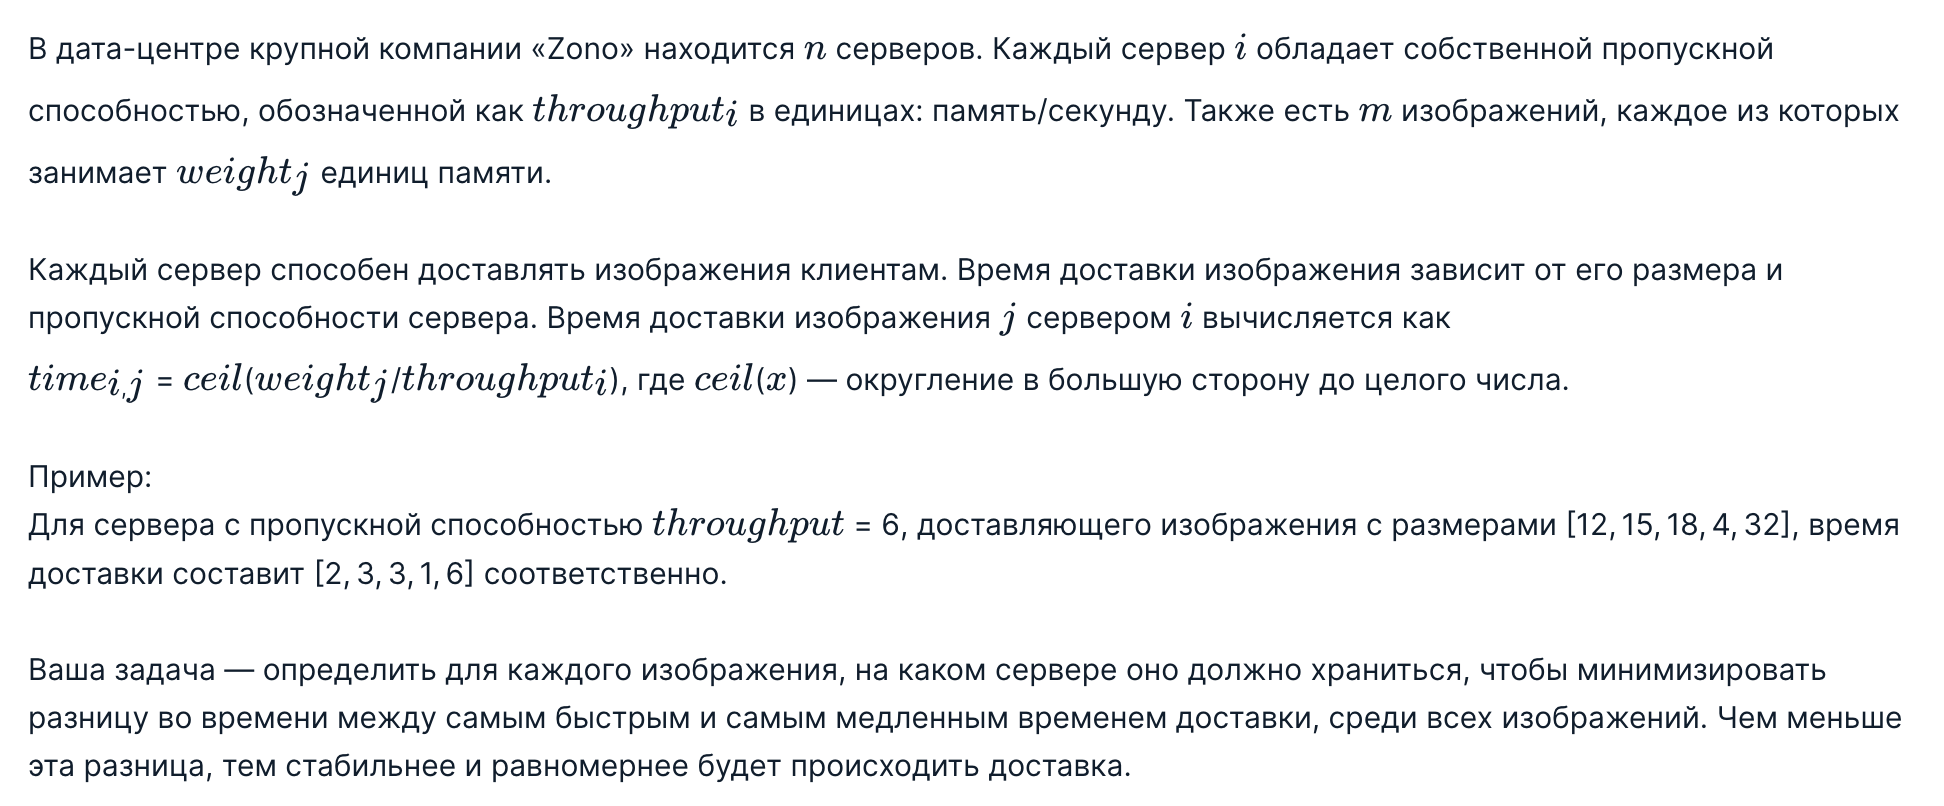 В дата-центре крупной компании «Zono» находится n серверов. Каждый сервер i обладает собственной пропускной
способностью, обозначенной как throughputi в единицах: память/секунду. Также есть m изображений, каждое из которых
занимает weightj единиц памяти.
Каждый сервер способен доставлять изображения клиентам. Время доставки изображения зависит от его размера и
пропускной способности сервера. Время доставки изображения j сервером i вычисляется как
timei,j = ceil(weightj/throughputi), где ceil(x) — округление в большую сторону до целого числа.
Пример:
Для сервера с пропускной способностью throughput = 6, доставляющего изображения с размерами [12, 15, 18, 4, 32], время
доставки составит [2, 3, 3, 1, 6] соответственно.
Ваша задача — определить для каждого изображения, на каком сервере оно должно храниться, чтобы минимизировать
разницу во времени между самым быстрым и самым медленным временем доставки, среди всех изображений. Чем меньше
эта разница, тем стабильнее и равномернее будет происходить доставка.